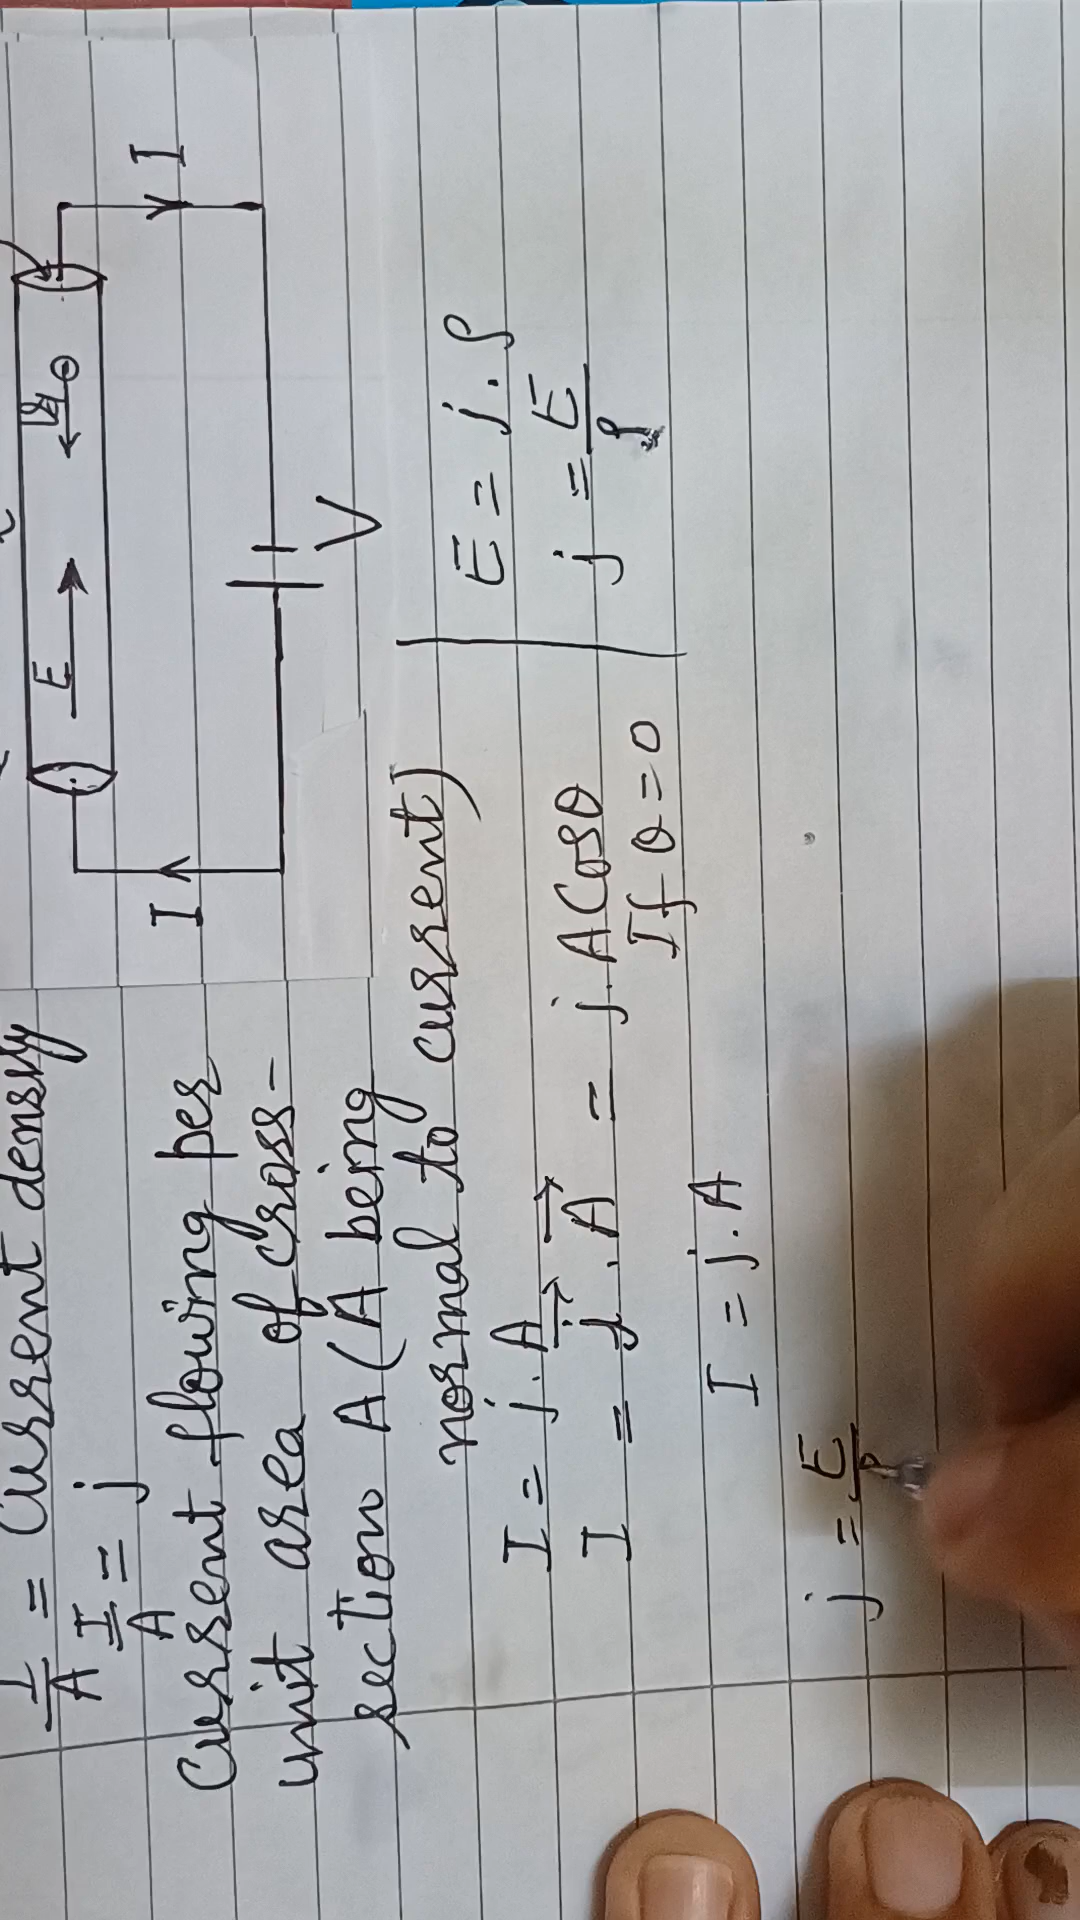 I/A = Current density
I/A = j
Current flowing per
unit area of cross-
section A (A being
normal to current)
I = j.A
I = j⃗ . A⃗ = j.A Cosθ
If θ = 0
I = j.A
j = E/ρ
E = j.ρ
j = E/ρ
E
I
I
V